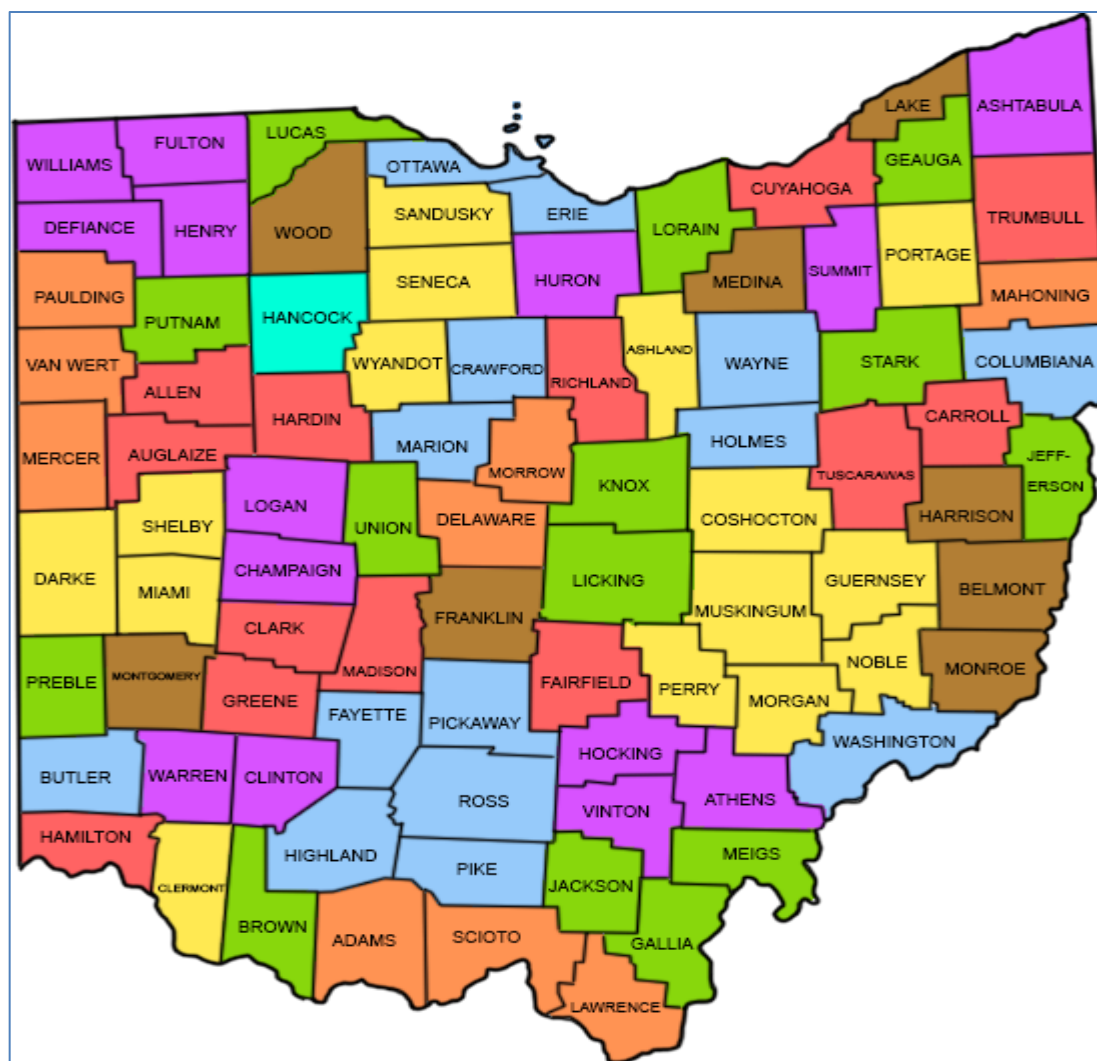 LAKE
ASHTABULA
LUCAS
FULTON
WILLIAMS
OTTAWA
GEAUGA
CUYAHOGA
SANDUSKY
ERIE
TRUMBULL
DEFIANCE
HENRY
WOOD
LORAIN
PORTAGE
SUMMIT
SENECA
HURON
MEDINA
PAULDING
MAHONING
PUTNAM
HANCOCK
VAN WERT
WYANDOT
CRAWFORD
ASHLAND
WAYNE
STARK
COLUMBIANA
ALLEN
RICHLAND
HARDIN
CARROLL
MERCER
AUGLAIZE
MARION
MORROW
HOLMES
JEFF-
ERSON
TUSCARAWAS
KNOX
LOGAN
HARRISON
SHELBY
UNION
DELAWARE
COSHOCTON
DARKE
MIAMI
CHAMPAIGN
LICKING
GUERNSEY
BELMONT
CLARK
FRANKLIN
MUSKINGUM
PREBLE
MONTGOMERY
MADISON
FAIRFIELD
NOBLE
MONROE
GREENE
PERRY
MORGAN
FAYETTE
PICKAWAY
WASHINGTON
HOCKING
BUTLER
WARREN
CLINTON
ROSS
ATHENS
VINTON
HAMILTON
HIGHLAND
PIKE
MEIGS
CLERMONT
JACKSON
BROWN
ADAMS
SCIOTO
GALLIA
LAWRENCE